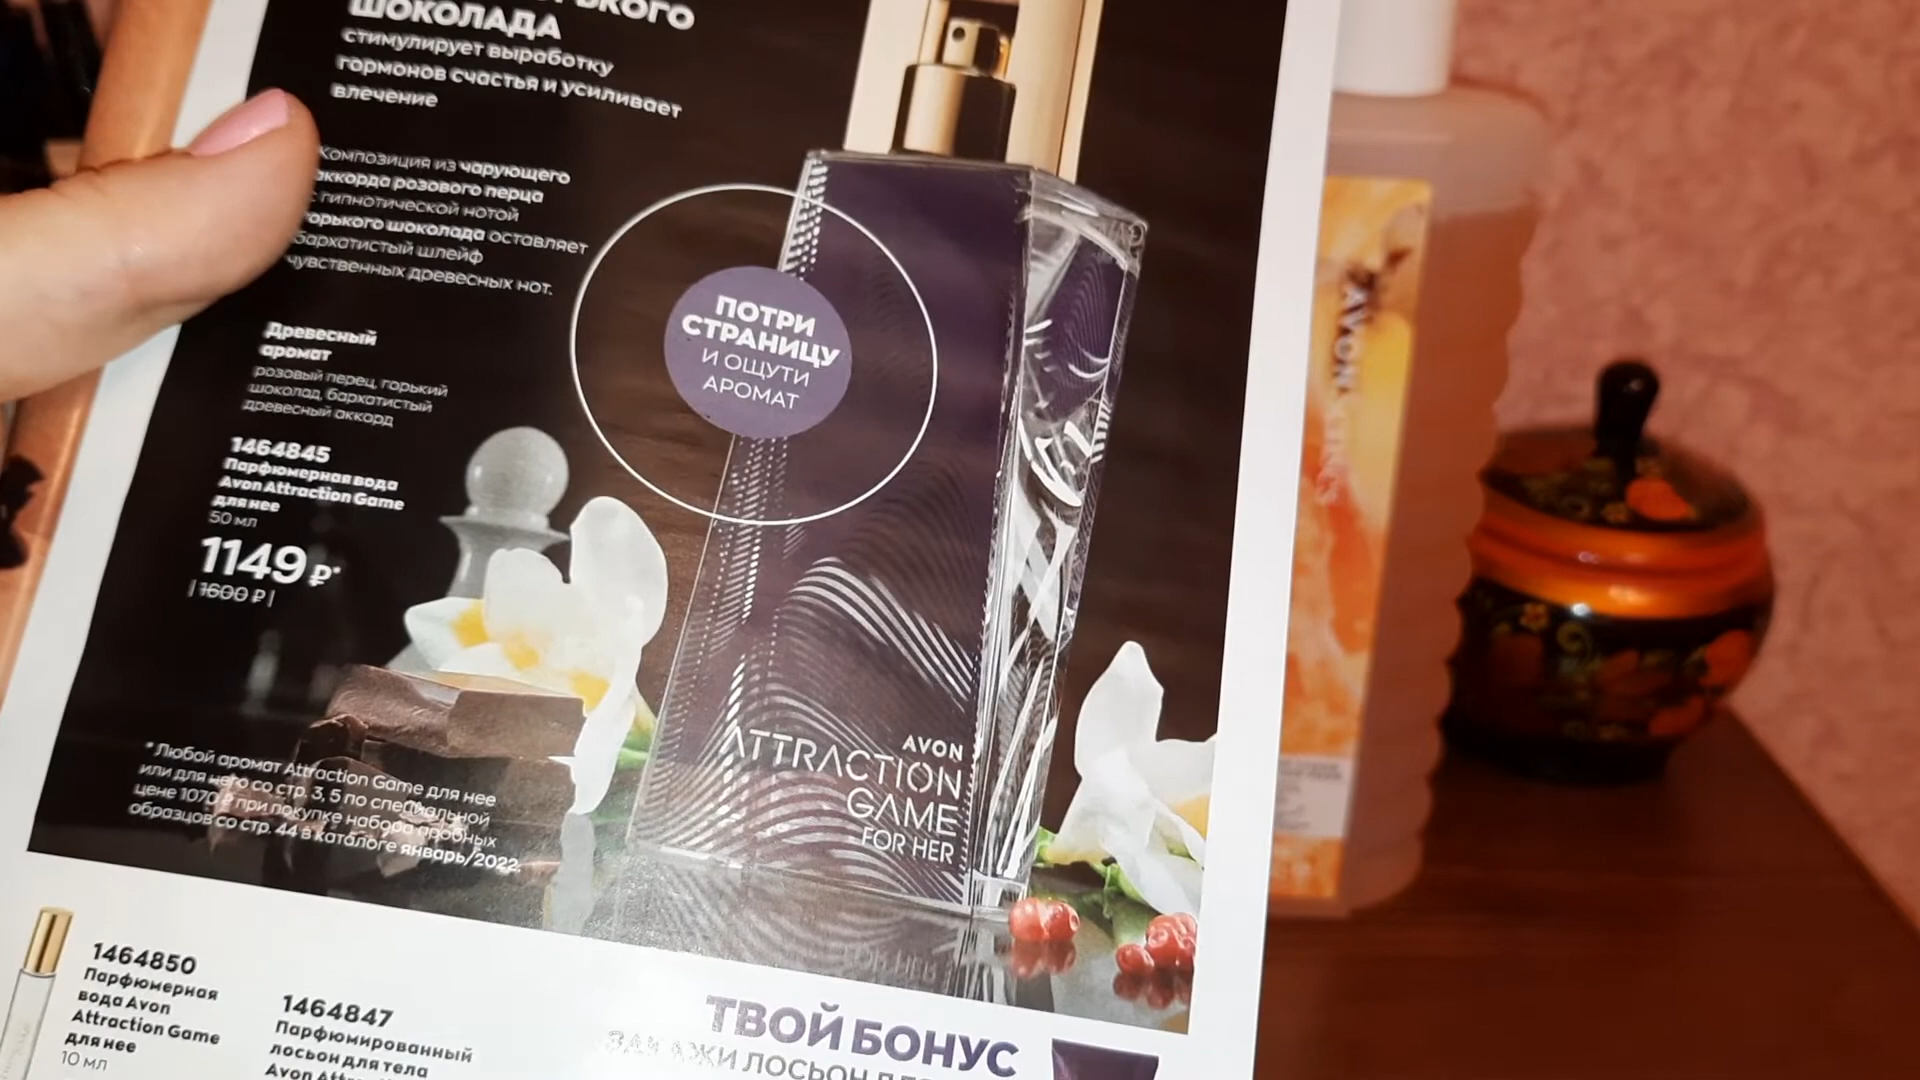 ШОКОЛАДА
стимулирует выработку
гормонов счастья и усиливает
влечение
Композиция из чарующего
аккорда розового перца
с гипнотической нотой
горького шоколада оставляет
бархатистый шлейф
чувственных древесных нот.
Древесный
аромат
розовый перец, горький
шоколад, бархатистый
древесный аккорд
1464845
Парфюмерная вода
Avon Attraction Game
для нее
50 мл
1149 ₽*
|1600 ₽|
ПОТРИ
СТРАНИЦУ
И ОЩУТИ
АРОМАТ
AVON
ATTRACTION
GAME
FOR HER
* Любой аромат Attraction Game для нее
или для него со стр. 3, 5 по специальной
цене 1070 ₽ при покупке набора пробных
образцов со стр. 44 в каталоге январь/2022.
1464850
Парфюмерная
вода Avon
Attraction Game
для нее
10 мл
1464847
Парфюмированный
лосьон для тела
Avon
ТВОЙ БОНУС
ЗАКАЖИ ЛОСЬОН
AVON